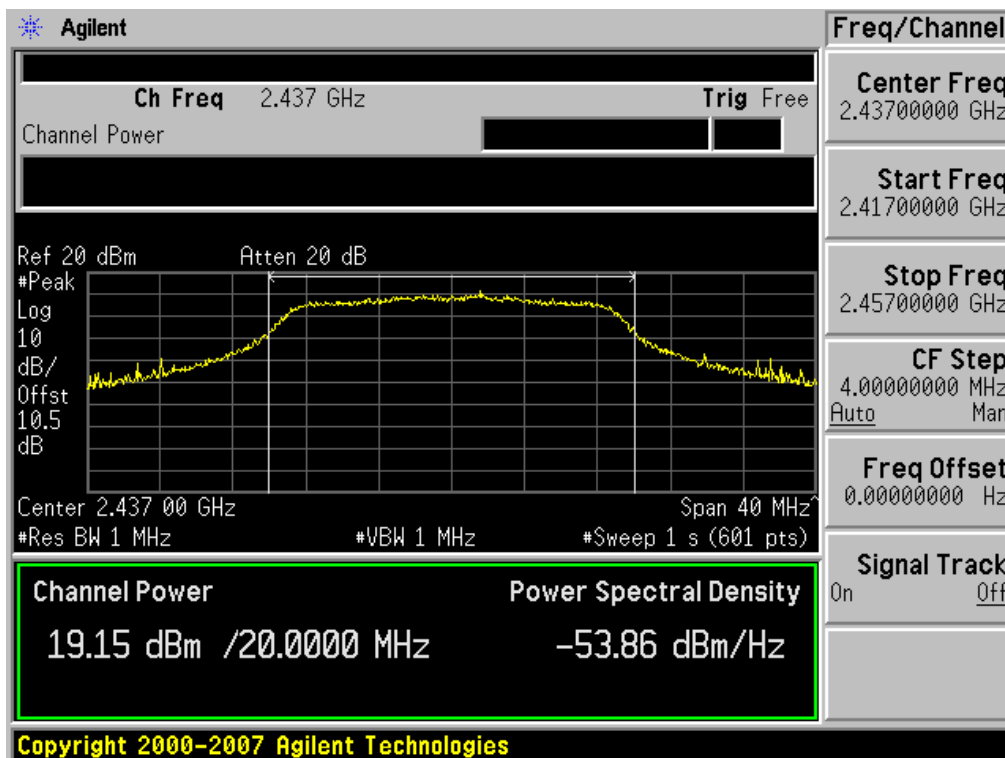 Agilent
Freq/Channel
Ch Freq 2.437 GHz Trig Free
Channel Power
Center Freq
2.43700000 GHz
Start Freq
2.41700000 GHz
Stop Freq
2.45700000 GHz
CF Step
4.00000000 MHz
Auto Man
Freq Offset
0.00000000 Hz
Signal Track
On Off
Ref 20 dBm Atten 20 dB
#Peak
Log
10
dB/
Offst
10.5
dB
Center 2.437 00 GHz Span 40 MHz^
#Res BW 1 MHz #VBW 1 MHz #Sweep 1 s (601 pts)
Channel Power Power Spectral Density
19.15 dBm /20.0000 MHz -53.86 dBm/Hz
Copyright 2000-2007 Agilent Technologies